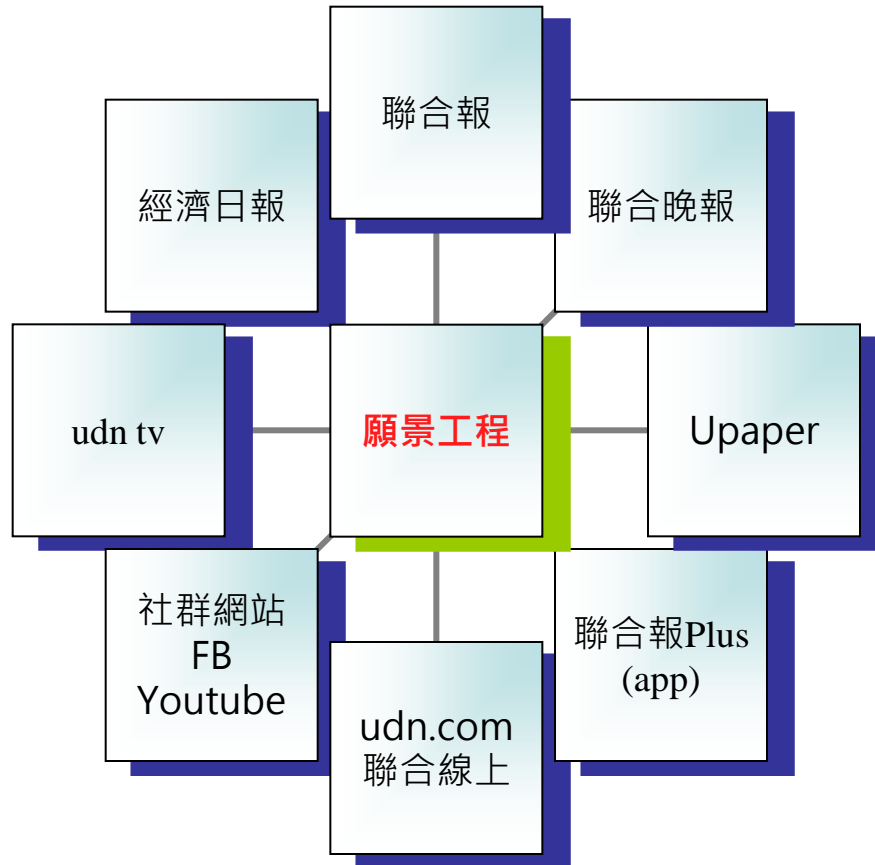 聯合報
經濟日報
聯合晚報
udn tv
願景工程
Upaper
社群網站
FB
Youtube
聯合報Plus
(app)
udn.com
聯合線上